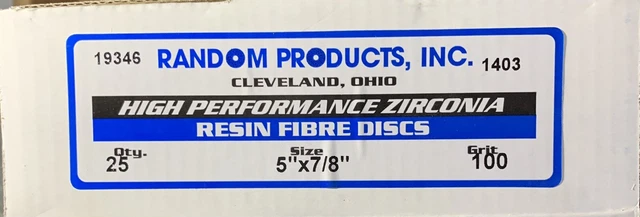 19346 RANDOM PRODUCTS, INC. 1403
CLEVELAND, OHIO
HIGH PERFORMANCE ZIRCONIA
RESIN FIBRE DISCS
Qty. Size Grit
25 5"x7/8" 100